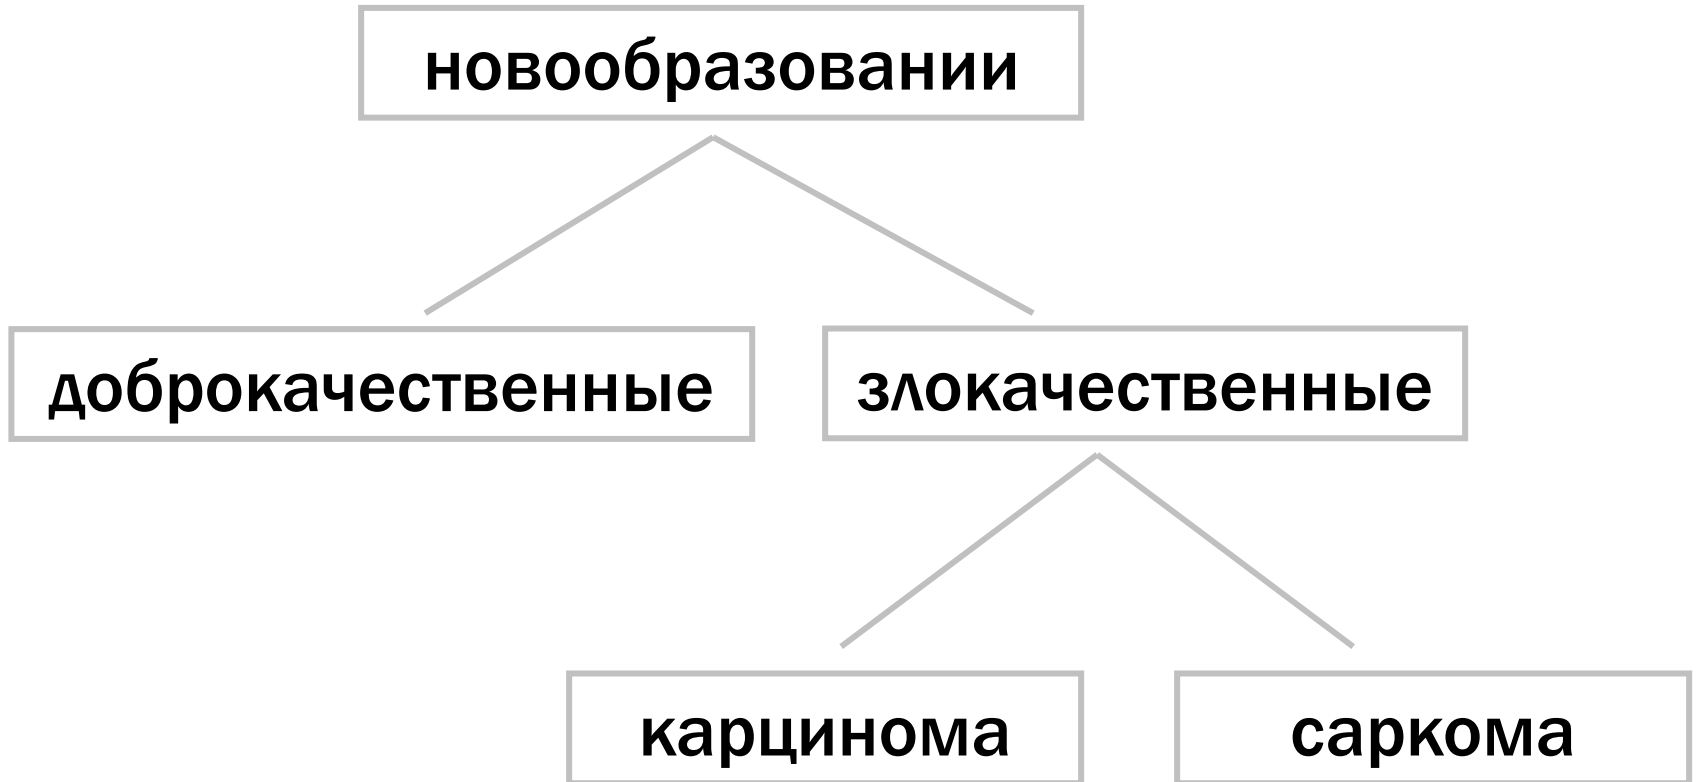 новообразовании
доброкачественные
злокачественные
карцинома
саркома